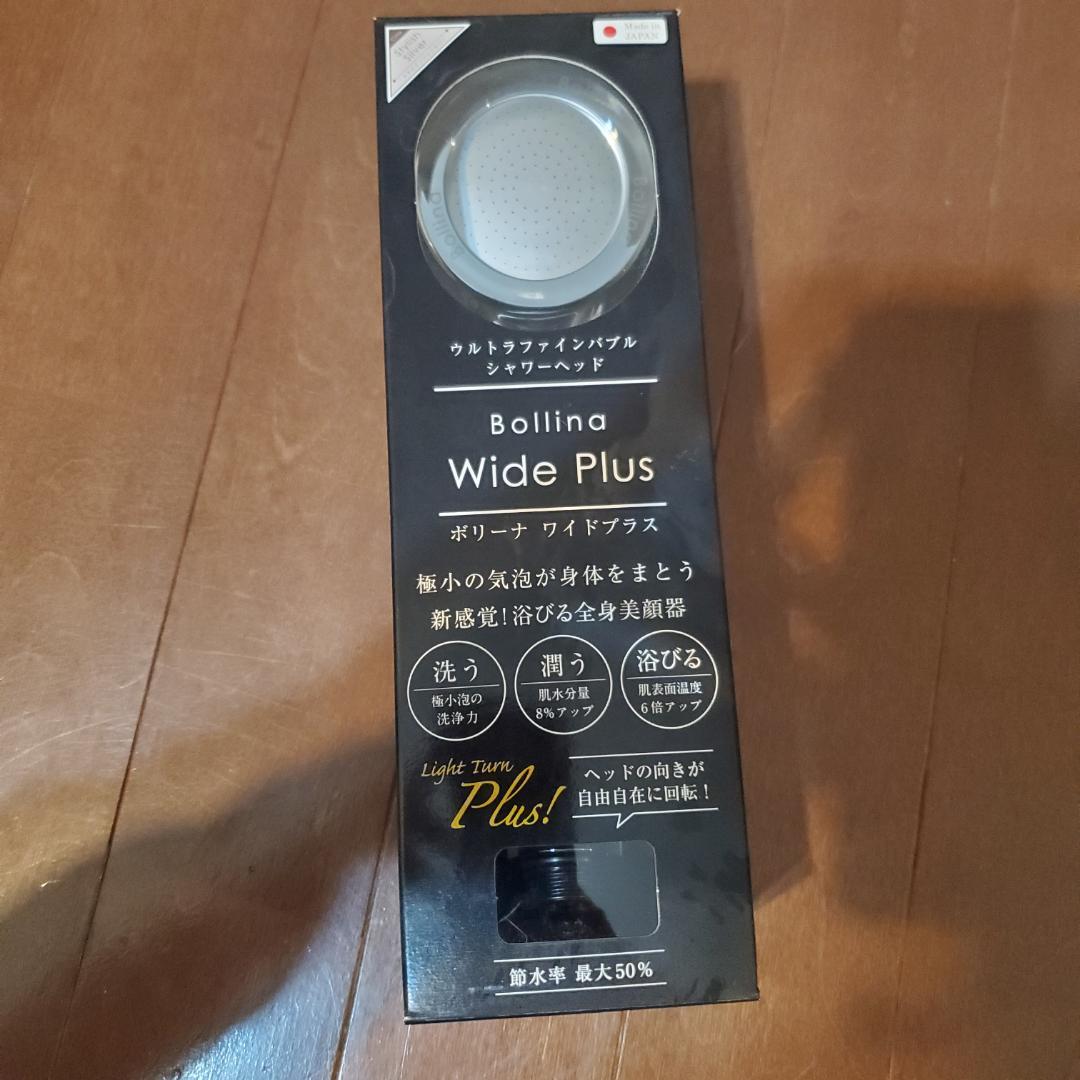 Stylish
Silver
Made in
JAPAN
bollina
ウルトラファインバブル
シャワーヘッド
Bollina
Wide Plus
ボリーナ ワイドプラス
極小の気泡が身体をまとう
新感覚!浴びる全身美顔器
洗う
極小泡の
洗浄力
潤う
肌水分量
8%アップ
浴びる
肌表面温度
6倍アップ
Light Turn
Plus!
ヘッドの向きが
自由自在に回転!
節水率 最大50%